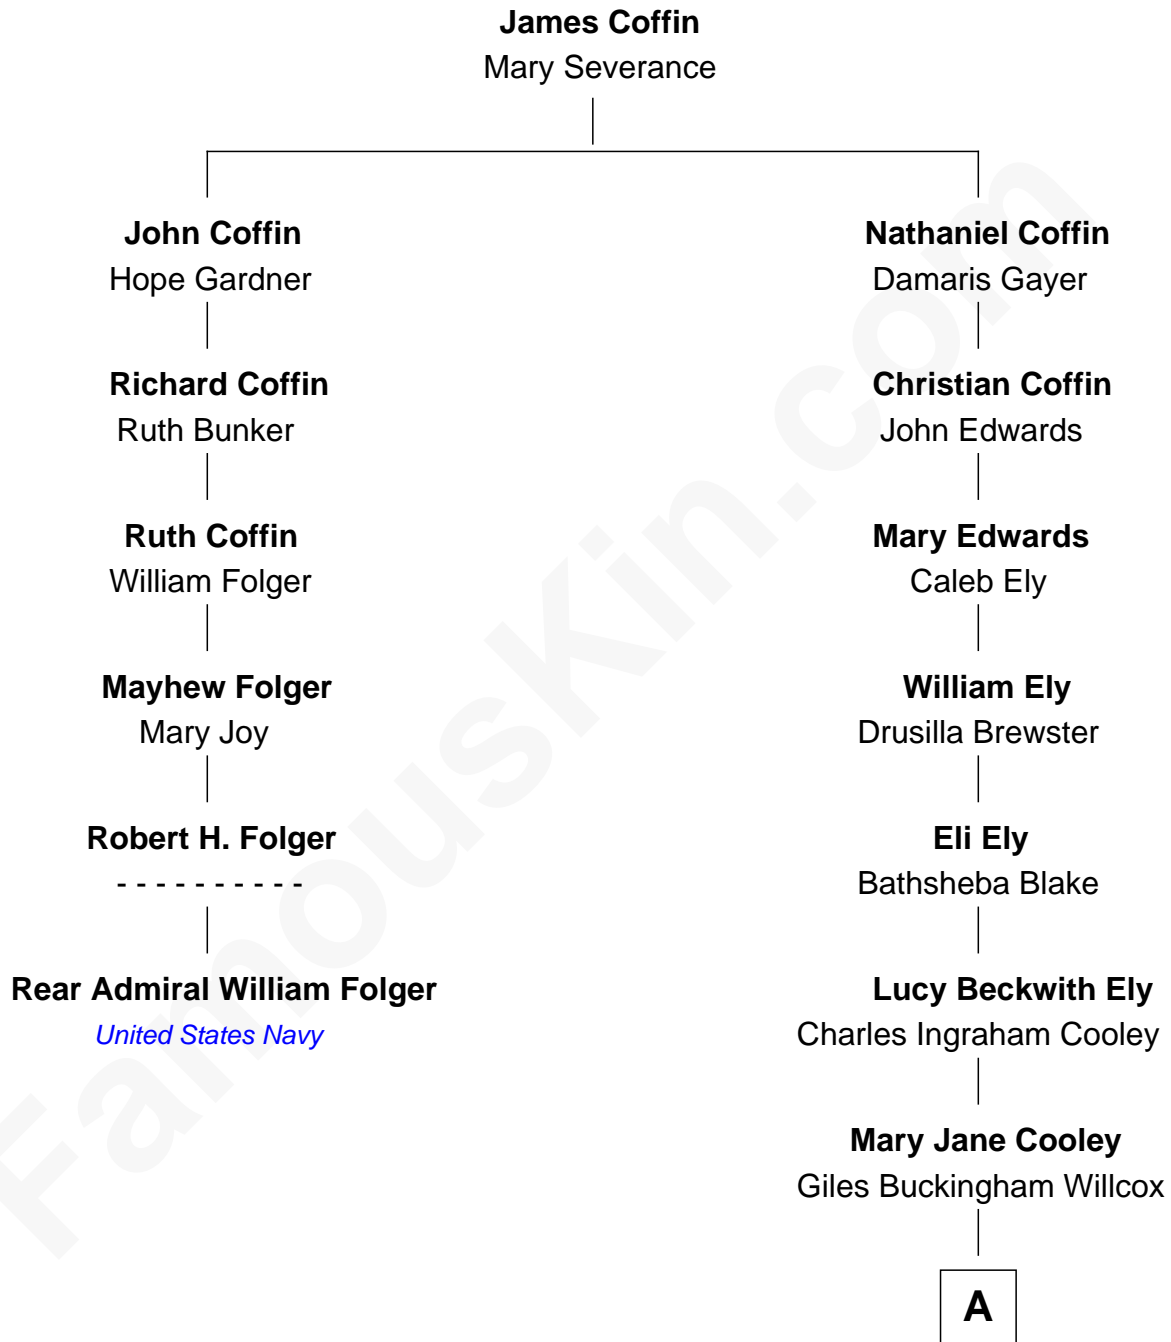 James Coffin
Mary Severance
John Coffin
Hope Gardner
Richard Coffin
Ruth Bunker
Ruth Coffin
William Folger
Mayhew Folger
Mary Joy
Robert H. Folger
- - - - - - - - - -
Rear Admiral William Folger
United States Navy
Nathaniel Coffin
Damaris Gayer
Christian Coffin
John Edwards
Mary Edwards
Caleb Ely
William Ely
Drusilla Brewster
Eli Ely
Bathsheba Blake
Lucy Beckwith Ely
Charles Ingraham Cooley
Mary Jane Cooley
Giles Buckingham Willcox
A
FamousKin.com